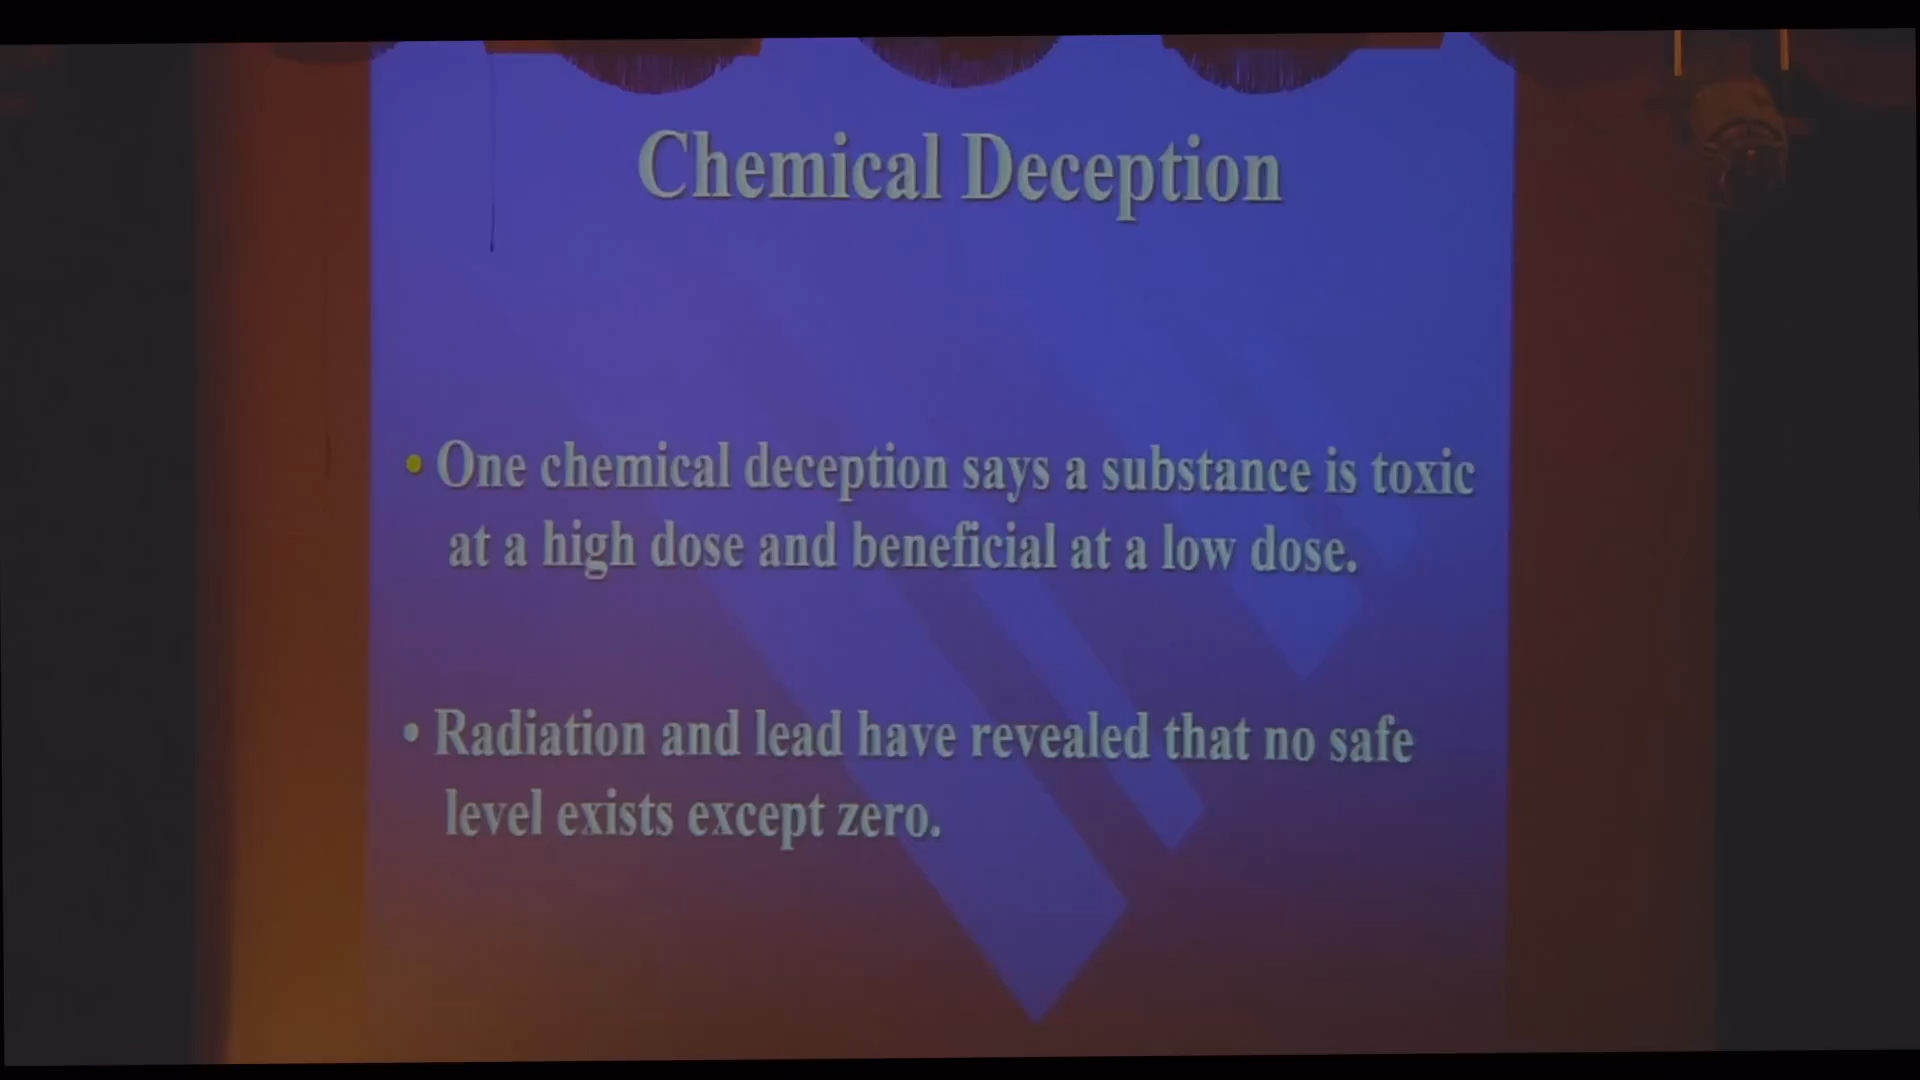 Chemical Deception
• One chemical deception says a substance is toxic
at a high dose and beneficial at a low dose.
• Radiation and lead have revealed that no safe
level exists except zero.